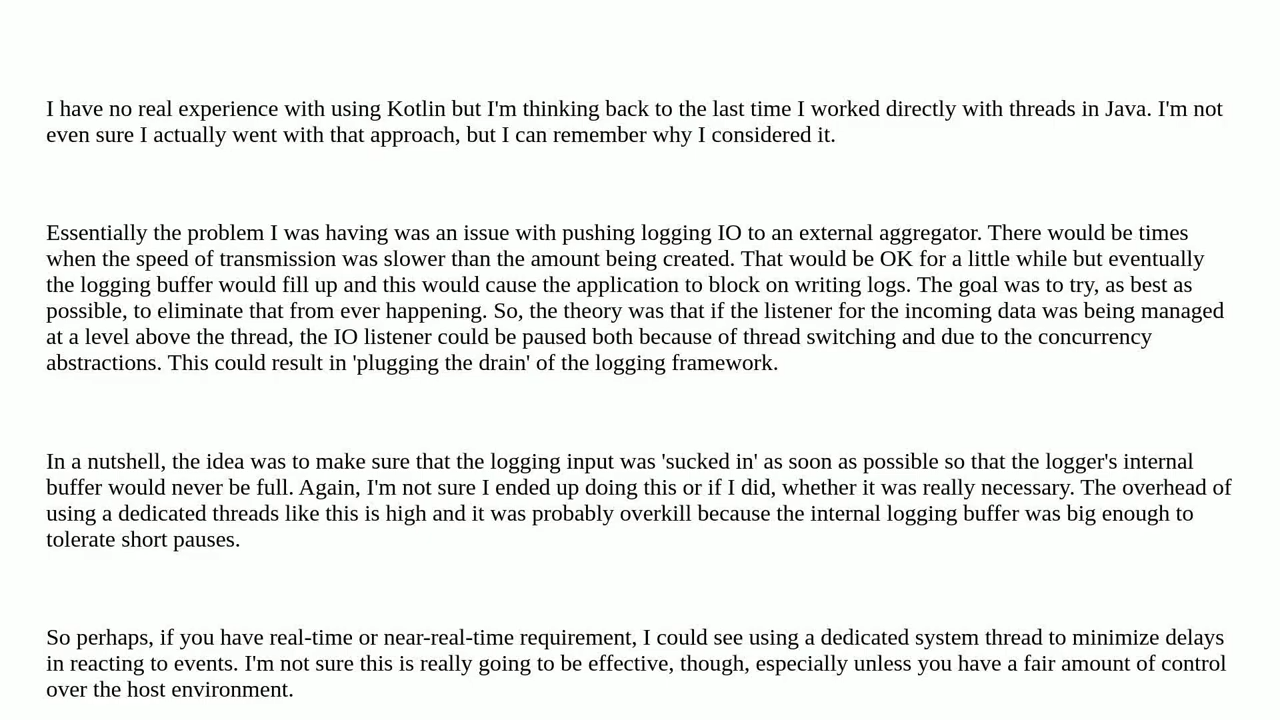 I have no real experience with using Kotlin but I'm thinking back to the last time I worked directly with threads in Java. I'm not
even sure I actually went with that approach, but I can remember why I considered it.
Essentially the problem I was having was an issue with pushing logging IO to an external aggregator. There would be times
when the speed of transmission was slower than the amount being created. That would be OK for a little while but eventually
the logging buffer would fill up and this would cause the application to block on writing logs. The goal was to try, as best as
possible, to eliminate that from ever happening. So, the theory was that if the listener for the incoming data was being managed
at a level above the thread, the IO listener could be paused both because of thread switching and due to the concurrency
abstractions. This could result in 'plugging the drain' of the logging framework.
In a nutshell, the idea was to make sure that the logging input was 'sucked in' as soon as possible so that the logger's internal
buffer would never be full. Again, I'm not sure I ended up doing this or if I did, whether it was really necessary. The overhead of
using a dedicated threads like this is high and it was probably overkill because the internal logging buffer was big enough to
tolerate short pauses.
So perhaps, if you have real-time or near-real-time requirement, I could see using a dedicated system thread to minimize delays
in reacting to events. I'm not sure this is really going to be effective, though, especially unless you have a fair amount of control
over the host environment.